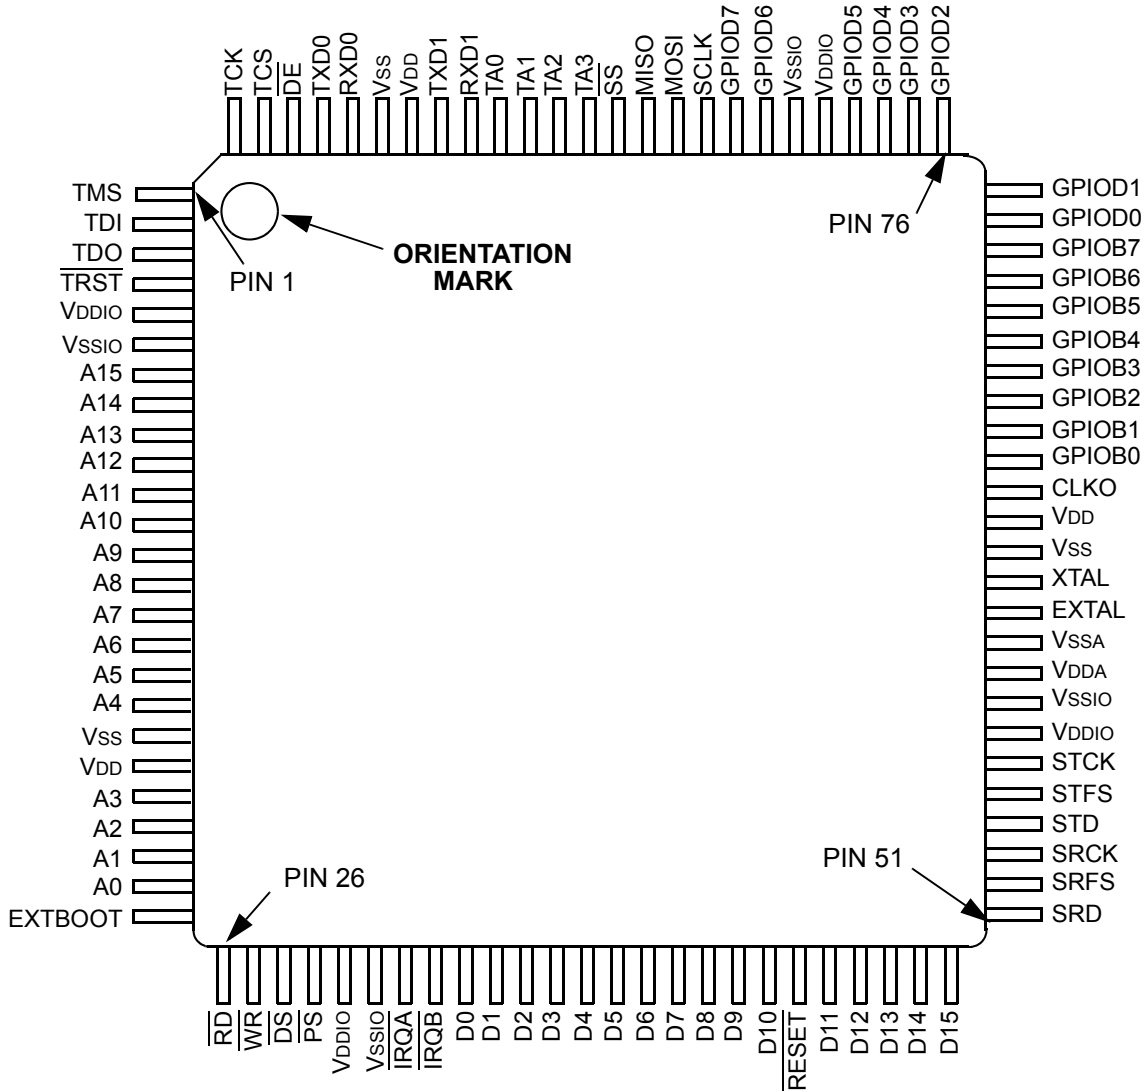 TCK
TCS
DE
TXD0
RXD0
VSS
VDD
TXD1
RXD1
TA0
TA1
TA2
TA3
SS
MISO
MOSI
SCLK
GPIOD7
GPIOD6
VSSIO
VDDIO
GPIOD5
GPIOD4
GPIOD3
GPIOD2
TMS
TDI
TDO
TRST
VDDIO
VSSIO
A15
A14
A13
A12
A11
A10
A9
A8
A7
A6
A5
A4
VSS
VDD
A3
A2
A1
A0
EXTBOOT
PIN 1
ORIENTATION
MARK
PIN 76
PIN 26
PIN 51
GPIOD1
GPIOD0
GPIOB7
GPIOB6
GPIOB5
GPIOB4
GPIOB3
GPIOB2
GPIOB1
GPIOB0
CLKO
VDD
VSS
XTAL
EXTAL
VSSA
VDDA
VSSIO
VDDIO
STCK
STFS
STD
SRCK
SRFS
SRD
RD
WR
DS
PS
VDDIO
VSSIO
IRQA
IRQB
D0
D1
D2
D3
D4
D5
D6
D7
D8
D9
D10
RESET
D11
D12
D13
D14
D15